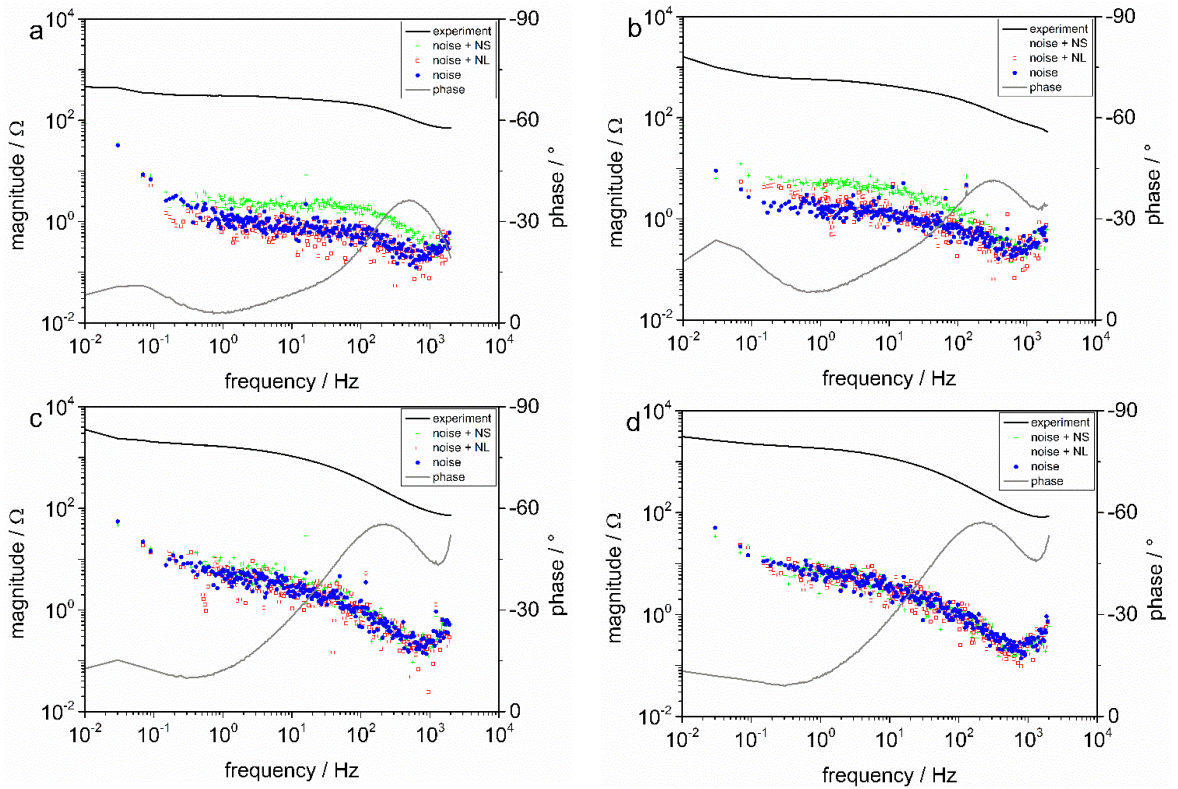 a
10⁴
10²
10⁰
10⁻²
magnitude / Ω
experiment
noise + NS
noise + NL
noise
phase
-90
-60
-30
0
phase / °
10⁻² 10⁻¹ 10⁰ 10¹ 10² 10³ 10⁴
frequency / Hz
b
10⁴
10²
10⁰
10⁻²
magnitude / Ω
experiment
noise + NS
noise + NL
noise
phase
-90
-60
-30
0
phase / °
10⁻² 10⁻¹ 10⁰ 10¹ 10² 10³ 10⁴
frequency / Hz
c
10⁴
10²
10⁰
10⁻²
magnitude / Ω
experiment
noise + NS
noise + NL
noise
phase
-90
-60
-30
0
phase / °
10⁻² 10⁻¹ 10⁰ 10¹ 10² 10³ 10⁴
frequency / Hz
d
10⁴
10²
10⁰
10⁻²
magnitude / Ω
experiment
noise + NS
noise + NL
noise
phase
-90
-60
-30
0
phase / °
10⁻² 10⁻¹ 10⁰ 10¹ 10² 10³ 10⁴
frequency / Hz